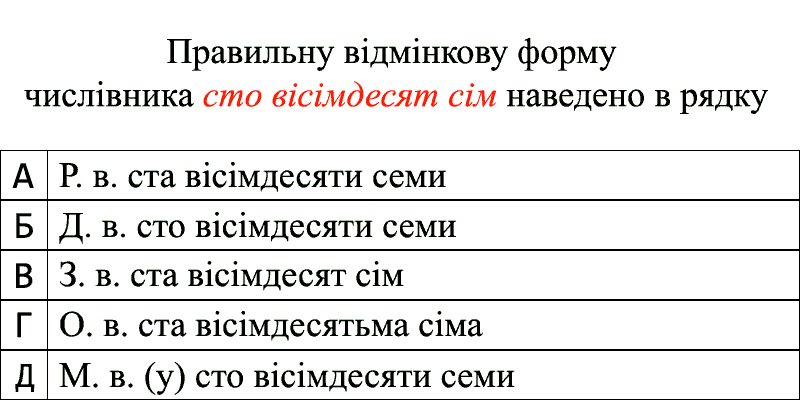 Правильну відмінкову форму
числівника сто вісімдесят сім наведено в рядку
А Р. в. ста вісімдесяти семи
Б Д. в. сто вісімдесяти семи
В З. в. ста вісімдесят сім
Г О. в. ста вісімдесятьма сіма
Д М. в. (у) сто вісімдесяти семи